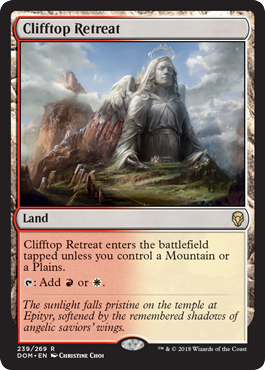 Clifftop Retreat
Land
Clifftop Retreat enters the battlefield
tapped unless you control a Mountain or
a Plains.
: Add or .
The sunlight falls pristine on the temple at
Epityr, softened by the remembered shadows of
angelic saviors' wings.
239/269 R
DOM • EN Christine Choi
™ & © 2018 Wizards of the Coast